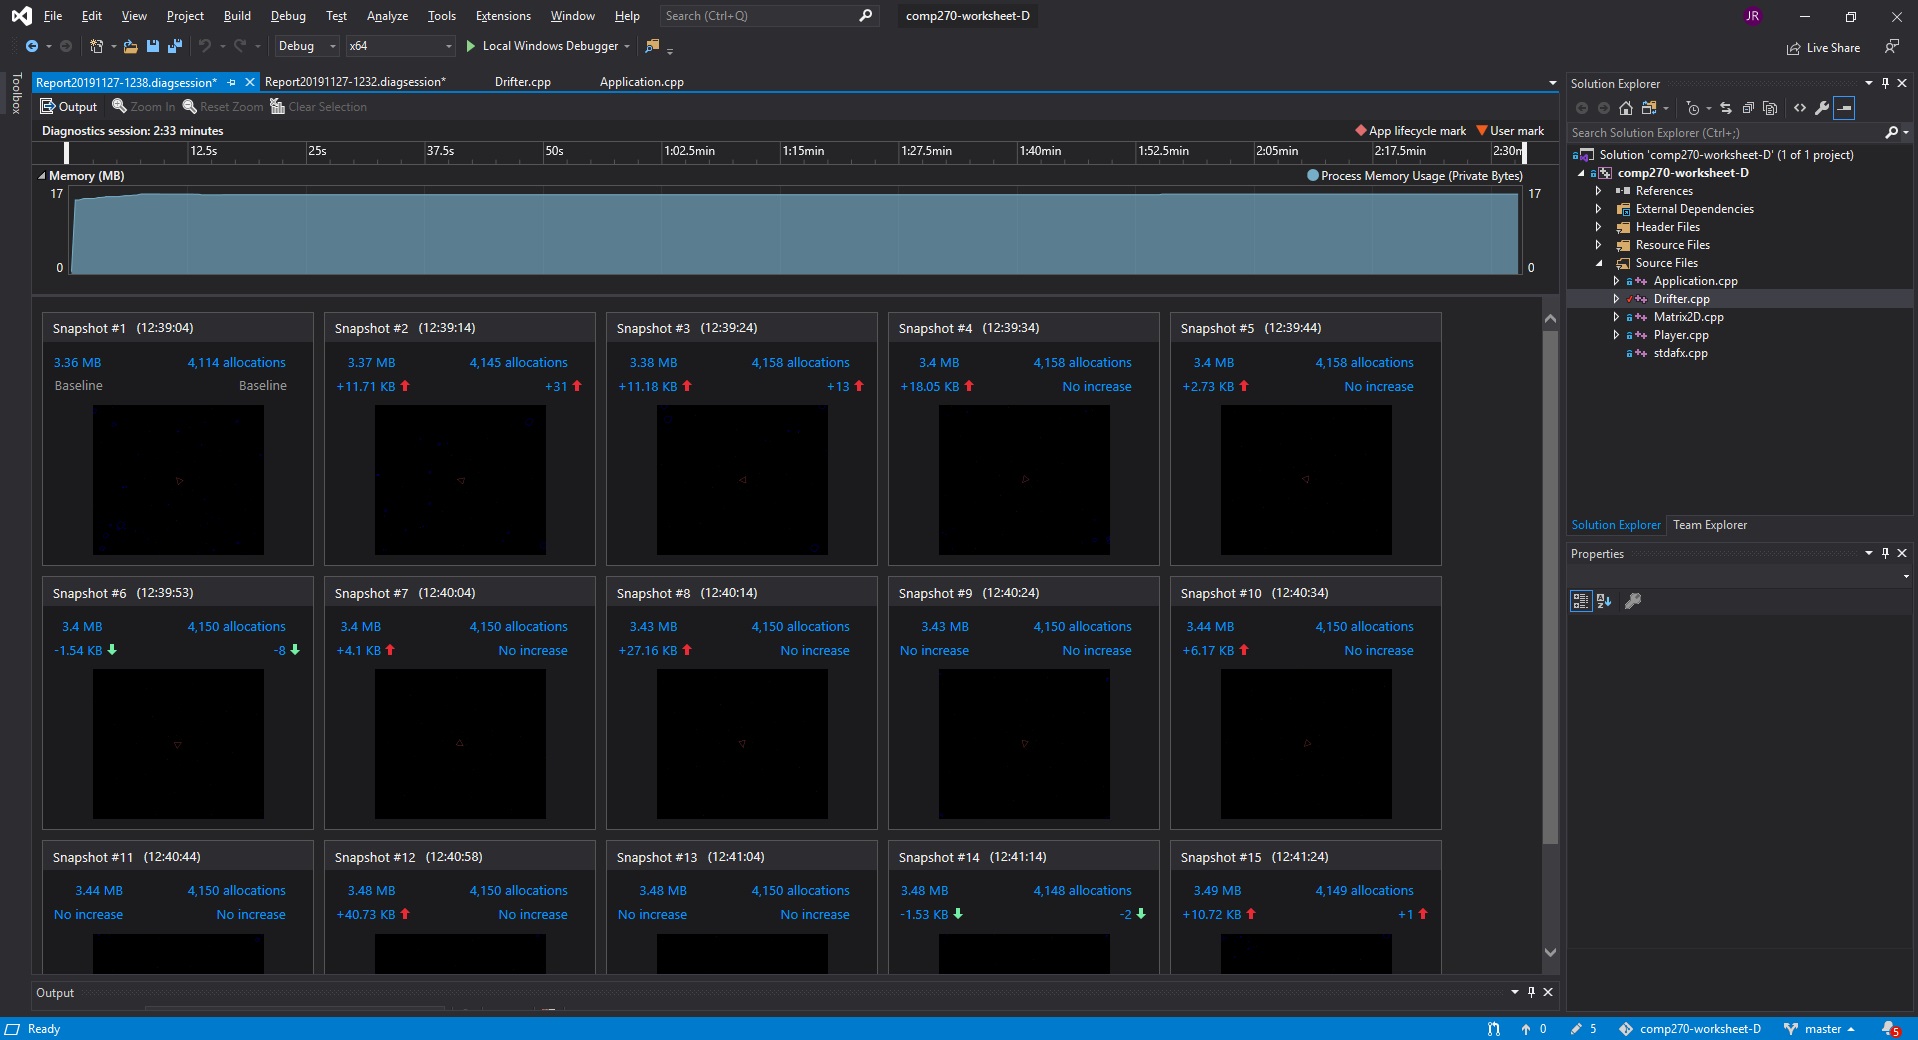 File Edit View Project Build Debug Test Analyze Tools Extensions Window Help Search (Ctrl+Q) comp270-worksheet-D JR
Debug x64 Local Windows Debugger Live Share
Toolbox
Report20191127-1238.diagsession* Report20191127-1232.diagsession* Drifter.cpp Application.cpp
Output Zoom In Reset Zoom Clear Selection
Diagnostics session: 2:33 minutes App lifecycle mark User mark
12.5s 25s 37.5s 50s 1:02.5min 1:15min 1:27.5min 1:40min 1:52.5min 2:05min 2:17.5min 2:30m
Memory (MB) Process Memory Usage (Private Bytes)
17 17
0 0
Snapshot #1 (12:39:04) Snapshot #2 (12:39:14) Snapshot #3 (12:39:24) Snapshot #4 (12:39:34) Snapshot #5 (12:39:44)
3.36 MB 4,114 allocations 3.37 MB 4,145 allocations 3.38 MB 4,158 allocations 3.4 MB 4,158 allocations 3.4 MB 4,158 allocations
Baseline Baseline +11.71 KB +31 +11.18 KB +13 +18.05 KB No increase +2.73 KB No increase
Snapshot #6 (12:39:53) Snapshot #7 (12:40:04) Snapshot #8 (12:40:14) Snapshot #9 (12:40:24) Snapshot #10 (12:40:34)
3.4 MB 4,150 allocations 3.4 MB 4,150 allocations 3.43 MB 4,150 allocations 3.43 MB 4,150 allocations 3.44 MB 4,150 allocations
-1.54 KB -8 +4.1 KB No increase +27.16 KB No increase No increase No increase +6.17 KB No increase
Snapshot #11 (12:40:44) Snapshot #12 (12:40:58) Snapshot #13 (12:41:04) Snapshot #14 (12:41:14) Snapshot #15 (12:41:24)
3.44 MB 4,150 allocations 3.48 MB 4,150 allocations 3.48 MB 4,150 allocations 3.48 MB 4,148 allocations 3.49 MB 4,149 allocations
No increase No increase +40.73 KB No increase No increase No increase -1.53 KB -2 +10.72 KB +1
Output
Solution Explorer
Search Solution Explorer (Ctrl+;)
Solution 'comp270-worksheet-D' (1 of 1 project)
comp270-worksheet-D
References
External Dependencies
Header Files
Resource Files
Source Files
Application.cpp
Drifter.cpp
Matrix2D.cpp
Player.cpp
stdafx.cpp
Solution Explorer Team Explorer
Properties
Ready 0 5 comp270-worksheet-D master 5